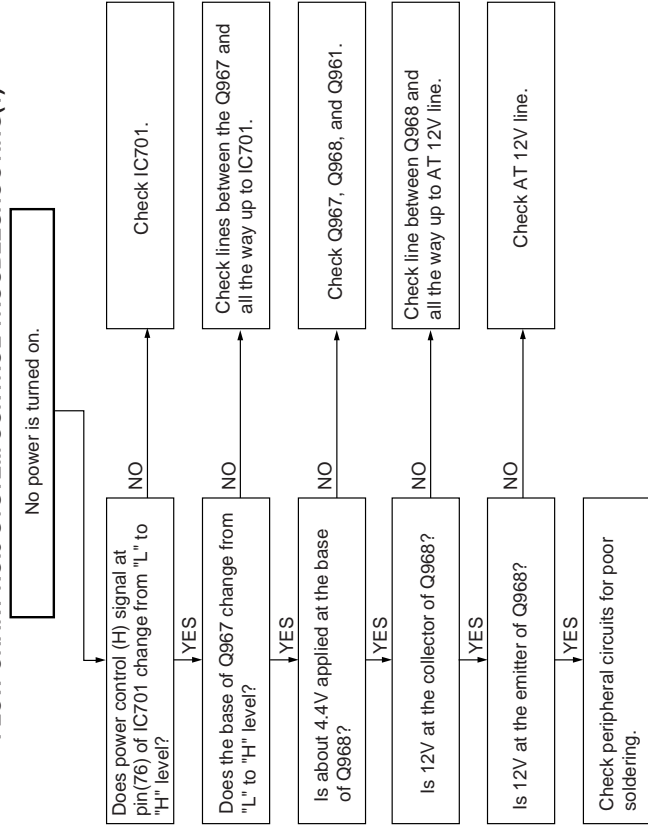 No power is turned on.
Does power control (H) signal at
pin(76) of IC701 change from "L" to
"H" level?
NO
Check IC701.
YES
Does the base of Q967 change from
"L" to "H" level?
NO
Check lines between the Q967 and
all the way up to IC701.
YES
Is about 4.4V applied at the base
of Q968?
NO
Check Q967, Q968, and Q961.
YES
Is 12V at the collector of Q968?
NO
Check line between Q968 and
all the way up to AT 12V line.
YES
Is 12V at the emitter of Q968?
NO
Check AT 12V line.
YES
Check peripheral circuits for poor
soldering.